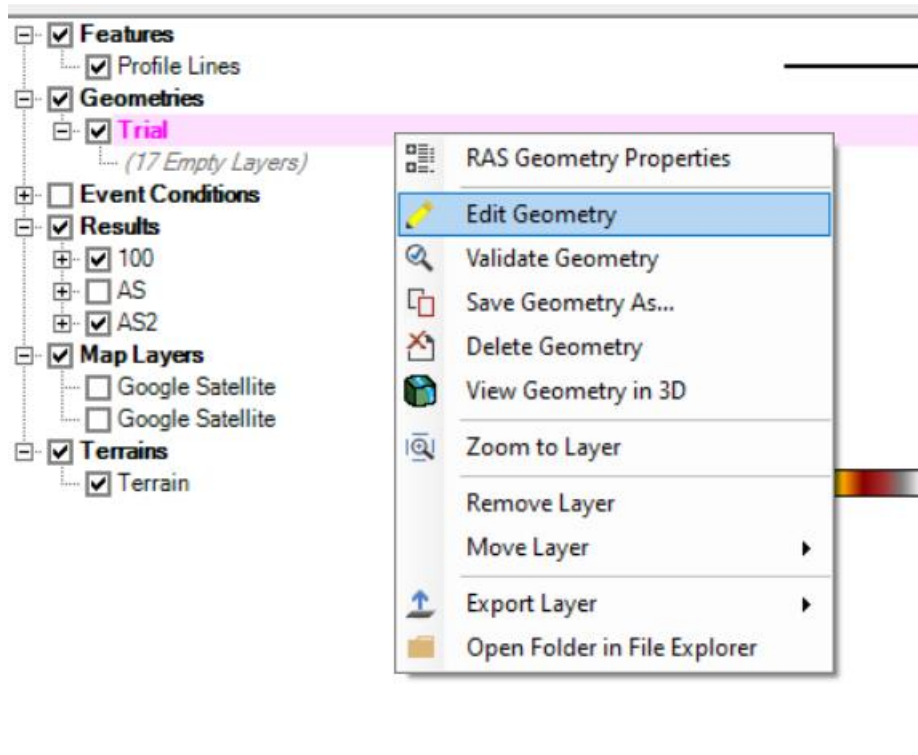 Features
Profile Lines
Geometries
Trial
(17 Empty Layers)
Event Conditions
Results
100
AS
AS2
Map Layers
Google Satellite
Google Satellite
Terrains
Terrain
RAS Geometry Properties
Edit Geometry
Validate Geometry
Save Geometry As...
Delete Geometry
View Geometry in 3D
Zoom to Layer
Remove Layer
Move Layer
Export Layer
Open Folder in File Explorer